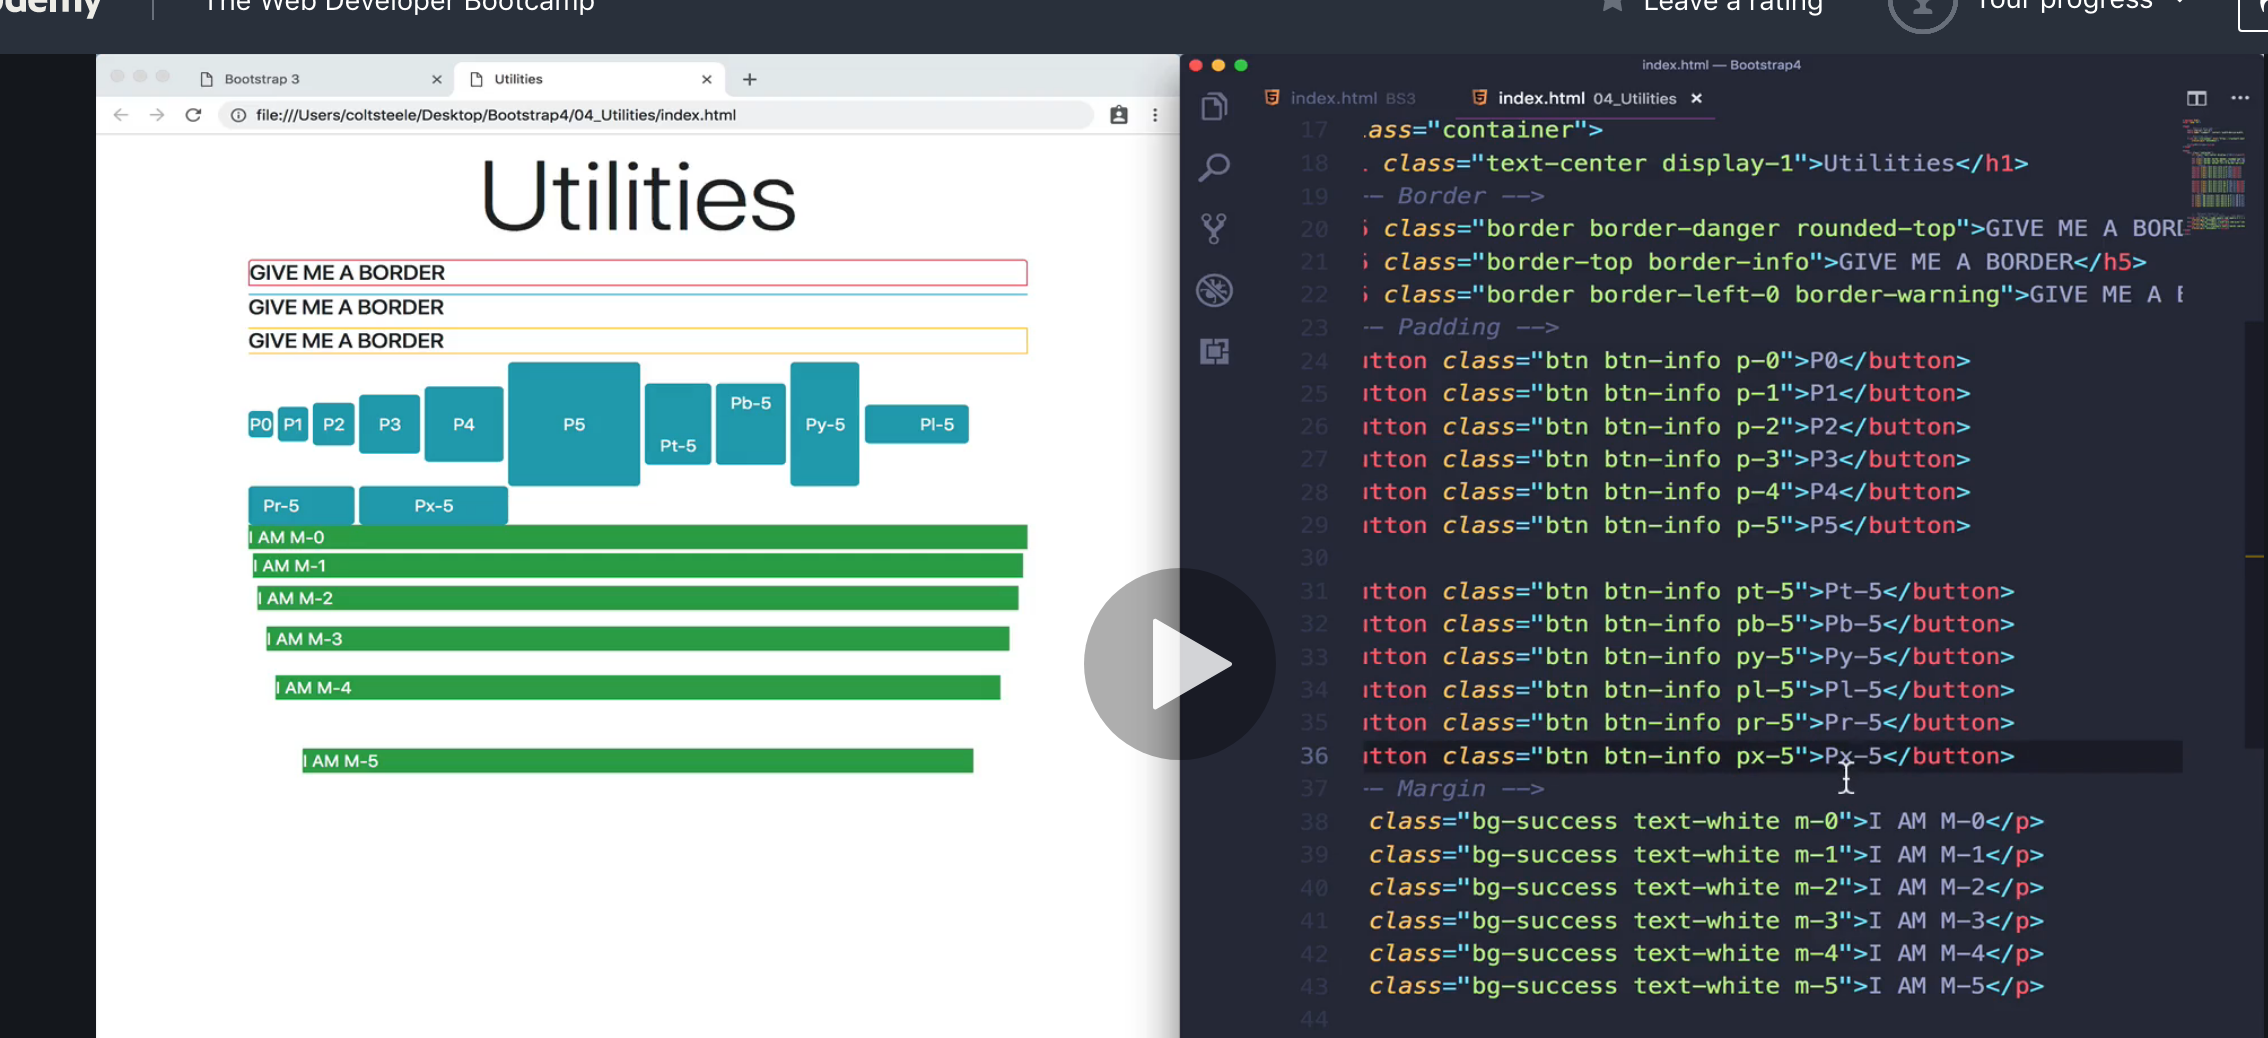 The Web Developer Bootcamp
Leave a rating
Your progress
Bootstrap 3
Utilities
file:///Users/coltsteele/Desktop/Bootstrap4/04_Utilities/index.html
Utilities
GIVE ME A BORDER
GIVE ME A BORDER
GIVE ME A BORDER
P0 P1 P2 P3 P4 P5 Pt-5 Pb-5 Py-5 Pl-5
Pr-5 Px-5
I AM M-0
I AM M-1
I AM M-2
I AM M-3
I AM M-4
I AM M-5
index.html — Bootstrap4
index.html BS3
index.html 04_Utilities
17 ass="container">
18 class="text-center display-1">Utilities</h1>
19 -- Border -->
20 class="border border-danger rounded-top">GIVE ME A BORD
21 class="border-top border-info">GIVE ME A BORDER</h5>
22 class="border border-left-0 border-warning">GIVE ME A
23 -- Padding -->
24 utton class="btn btn-info p-0">P0</button>
25 utton class="btn btn-info p-1">P1</button>
26 utton class="btn btn-info p-2">P2</button>
27 utton class="btn btn-info p-3">P3</button>
28 utton class="btn btn-info p-4">P4</button>
29 utton class="btn btn-info p-5">P5</button>
30
31 utton class="btn btn-info pt-5">Pt-5</button>
32 utton class="btn btn-info pb-5">Pb-5</button>
33 utton class="btn btn-info py-5">Py-5</button>
34 utton class="btn btn-info pl-5">Pl-5</button>
35 utton class="btn btn-info pr-5">Pr-5</button>
36 utton class="btn btn-info px-5">Px-5</button>
37 -- Margin -->
38 class="bg-success text-white m-0">I AM M-0</p>
39 class="bg-success text-white m-1">I AM M-1</p>
40 class="bg-success text-white m-2">I AM M-2</p>
41 class="bg-success text-white m-3">I AM M-3</p>
42 class="bg-success text-white m-4">I AM M-4</p>
43 class="bg-success text-white m-5">I AM M-5</p>
44